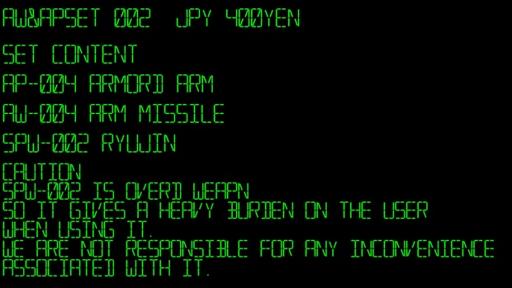 AW&APSET 002 JPY 400YEN
SET CONTENT
AP-004 ARMORD ARM
AW-004 ARM MISSILE
SPW-002 RYUJIN
CAUTION
SPW-002 IS OVERD WEAPN
SO IT GIVES A HEAVY BURDEN ON THE USER
WHEN USING IT.
WE ARE NOT RESPONSIBLE FOR ANY INCONVENIENCE
ASSOCIATED WITH IT.